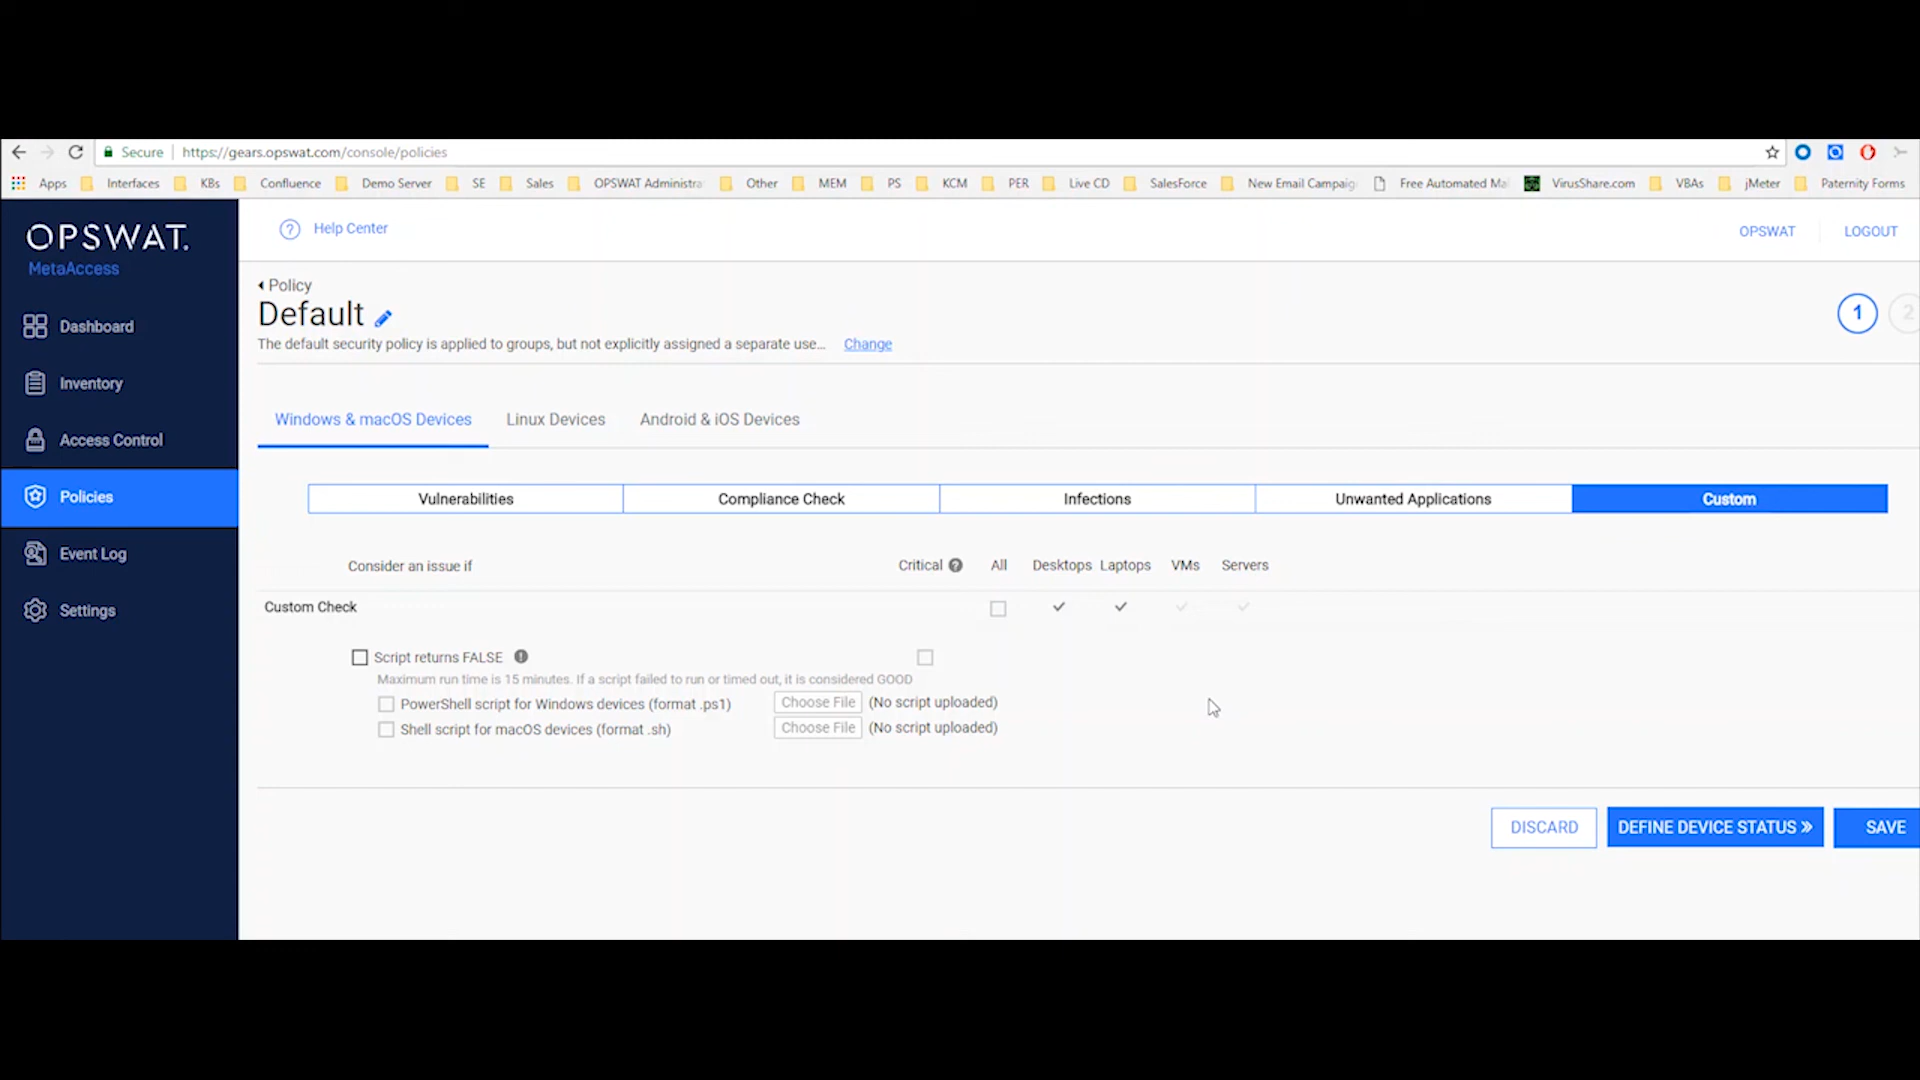 Secure https://gears.opswat.com/console/policies
Apps Interfaces KBs Confluence Demo Server SE Sales OPSWAT Administra Other MEM PS KCM PER Live CD SalesForce New Email Campaig Free Automated Ma VirusShare.com VBAs jMeter Paternity Forms
OPSWAT.
MetaAccess
? Help Center
OPSWAT LOGOUT
Policy
Default
1 2
The default security policy is applied to groups, but not explicitly assigned a separate use... Change
Dashboard
Inventory
Access Control
Policies
Event Log
Settings
Windows & macOS Devices Linux Devices Android & iOS Devices
Vulnerabilities Compliance Check Infections Unwanted Applications Custom
Consider an issue if Critical ? All Desktops Laptops VMs Servers
Custom Check
Script returns FALSE !
Maximum run time is 15 minutes. If a script failed to run or timed out, it is considered GOOD
PowerShell script for Windows devices (format .ps1) Choose File (No script uploaded)
Shell script for macOS devices (format .sh) Choose File (No script uploaded)
DISCARD DEFINE DEVICE STATUS » SAVE